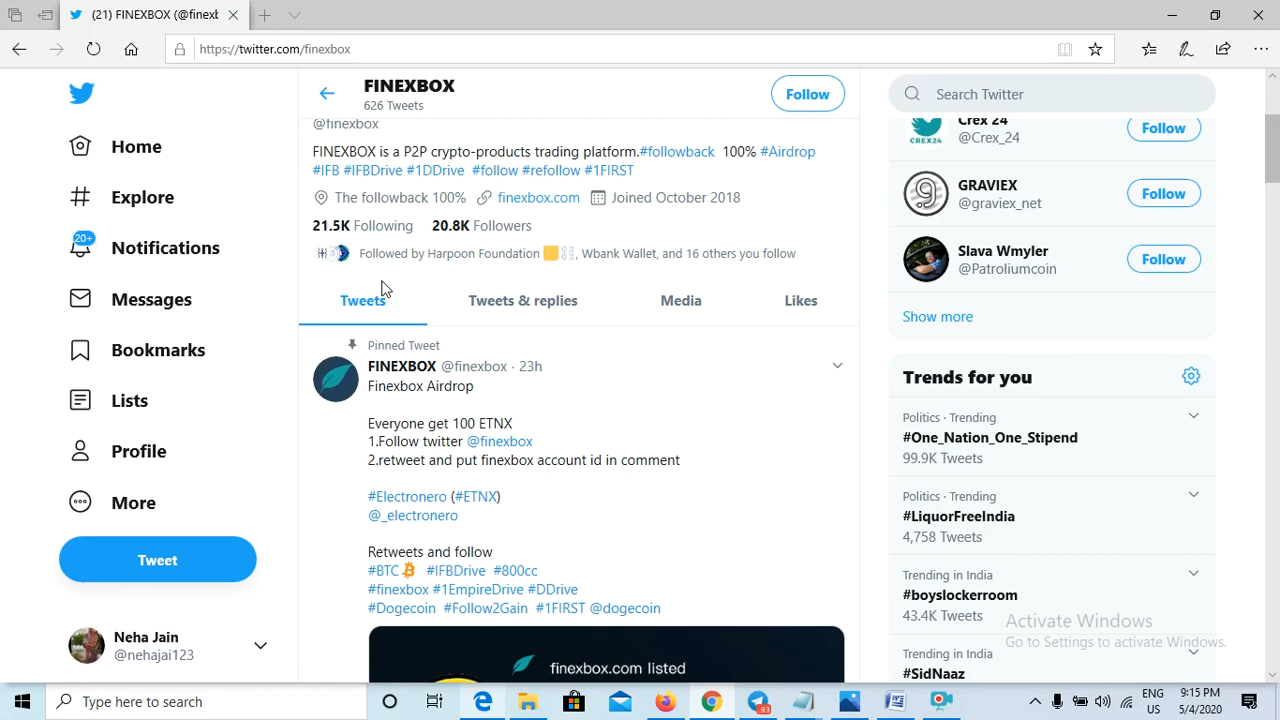 (21) FINEXBOX (@finexb
https://twitter.com/finexbox
FINEXBOX
626 Tweets
Follow
@finexbox
FINEXBOX is a P2P crypto-products trading platform.#followback 100% #Airdrop
#IFB #IFBDrive #1DDrive #follow #refollow #1FIRST
The followback 100% finexbox.com Joined October 2018
21.5K Following 20.8K Followers
Followed by Harpoon Foundation , Wbank Wallet, and 16 others you follow
Tweets Tweets & replies Media Likes
Pinned Tweet
FINEXBOX @finexbox · 23h
Finexbox Airdrop
Everyone get 100 ETNX
1.Follow twitter @finexbox
2.retweet and put finexbox account id in comment
#Electronero (#ETNX)
@_electronero
Retweets and follow
#BTC #IFBDrive #800cc
#finexbox #1EmpireDrive #DDrive
#Dogecoin #Follow2Gain #1FIRST @dogecoin
finexbox.com listed
Home
Explore
20+
Notifications
Messages
Bookmarks
Lists
Profile
More
Tweet
Neha Jain
@nehajai123
Search Twitter
Crex 24
CREX24
@Crex_24
Follow
GRAVIEX
@graviex_net
Follow
Slava Wmyler
@Patroliumcoin
Follow
Show more
Trends for you
Politics · Trending
#One_Nation_One_Stipend
99.9K Tweets
Politics · Trending
#LiquorFreeIndia
4,758 Tweets
Trending in India
#boyslockerroom
43.4K Tweets
Trending in India
#SidNaaz
Activate Windows
Go to Settings to activate Windows.
Type here to search
93
ENG
US
9:15 PM
5/4/2020